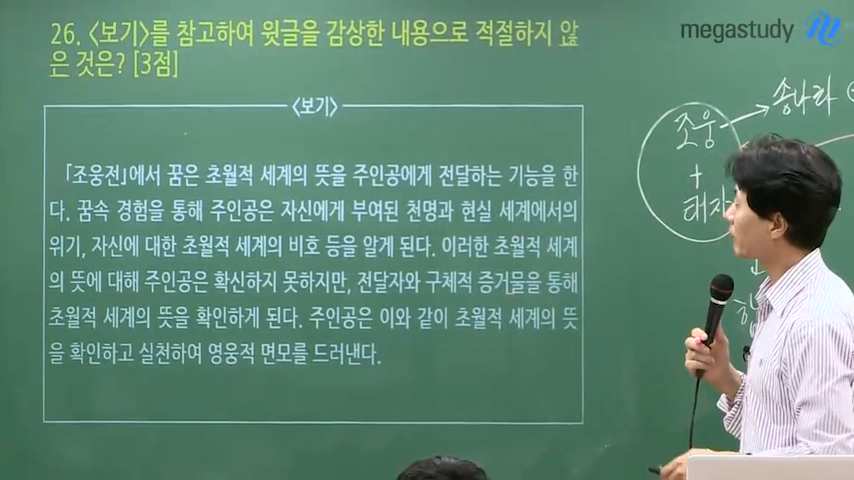 26. <보기>를 참고하여 윗글을 감상한 내용으로 적절하지 않
은 것은? [3점]
<보기>
「조웅전」에서 꿈은 초월적 세계의 뜻을 주인공에게 전달하는 기능을 한
다. 꿈속 경험을 통해 주인공은 자신에게 부여된 천명과 현실 세계에서의
위기, 자신에 대한 초월적 세계의 비호 등을 알게 된다. 이러한 초월적 세계
의 뜻에 대해 주인공은 확신하지 못하지만, 전달자와 구체적 증거물을 통해
초월적 세계의 뜻을 확인하게 된다. 주인공은 이와 같이 초월적 세계의 뜻
을 확인하고 실천하여 영웅적 면모를 드러낸다.
megastudy
송나라
조웅
+
태자